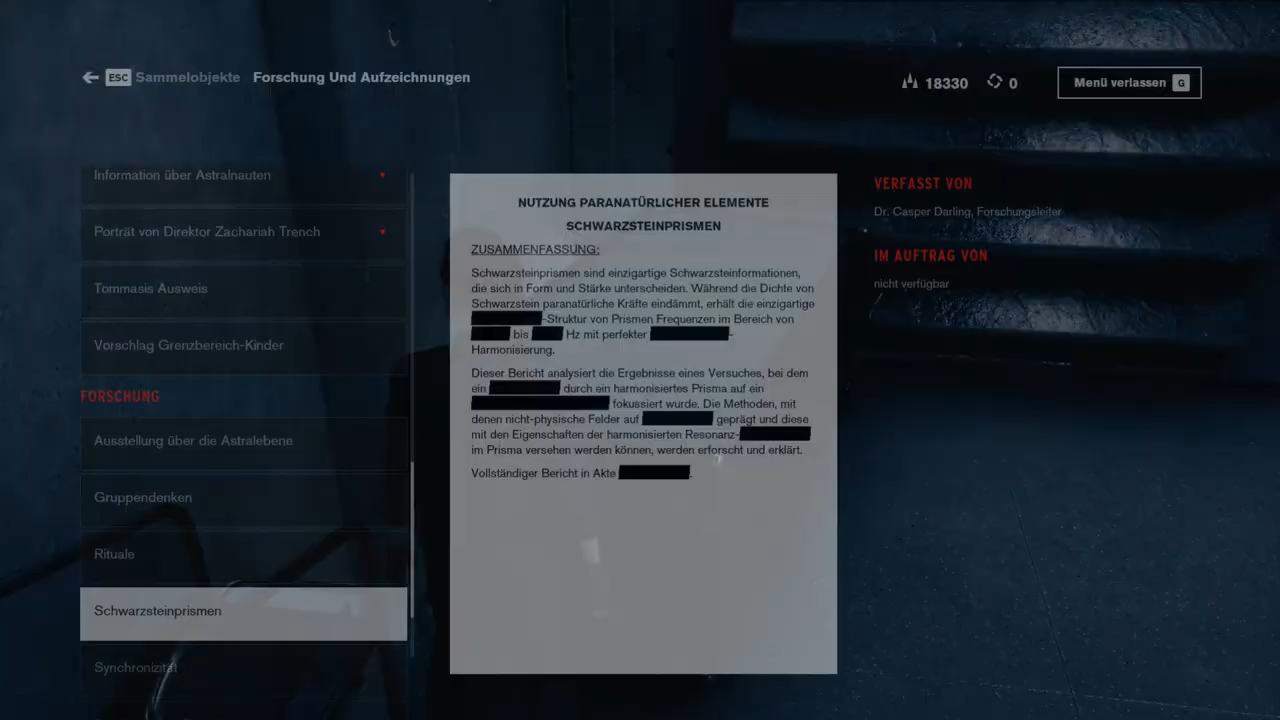 ESC Sammelobjekte Forschung Und Aufzeichnungen
18330 0 Menü verlassen G
Information über Astralnauten
Porträt von Direktor Zachariah Trench
Tommasis Ausweis
Vorschlag Grenzbereich-Kinder
FORSCHUNG
Ausstellung über die Astralebene
Gruppendenken
Rituale
Schwarzsteinprismen
Synchronizität
NUTZUNG PARANATÜRLICHER ELEMENTE
SCHWARZSTEINPRISMEN
ZUSAMMENFASSUNG:
Schwarzsteinprismen sind einzigartige Schwarzsteinformationen,
die sich in Form und Stärke unterscheiden. Während die Dichte von
Schwarzstein paranatürliche Kräfte eindämmt, erhält die einzigartige
-Struktur von Prismen Frequenzen im Bereich von
bis Hz mit perfekter -
Harmonisierung.
Dieser Bericht analysiert die Ergebnisse eines Versuches, bei dem
ein durch ein harmonisiertes Prisma auf ein
fokussiert wurde. Die Methoden, mit
denen nicht-physische Felder auf geprägt und diese
mit den Eigenschaften der harmonisierten Resonanz-
im Prisma versehen werden können, werden erforscht und erklärt.
Vollständiger Bericht in Akte .
VERFASST VON
Dr. Casper Darling, Forschungsleiter
IM AUFTRAG VON
nicht verfügbar